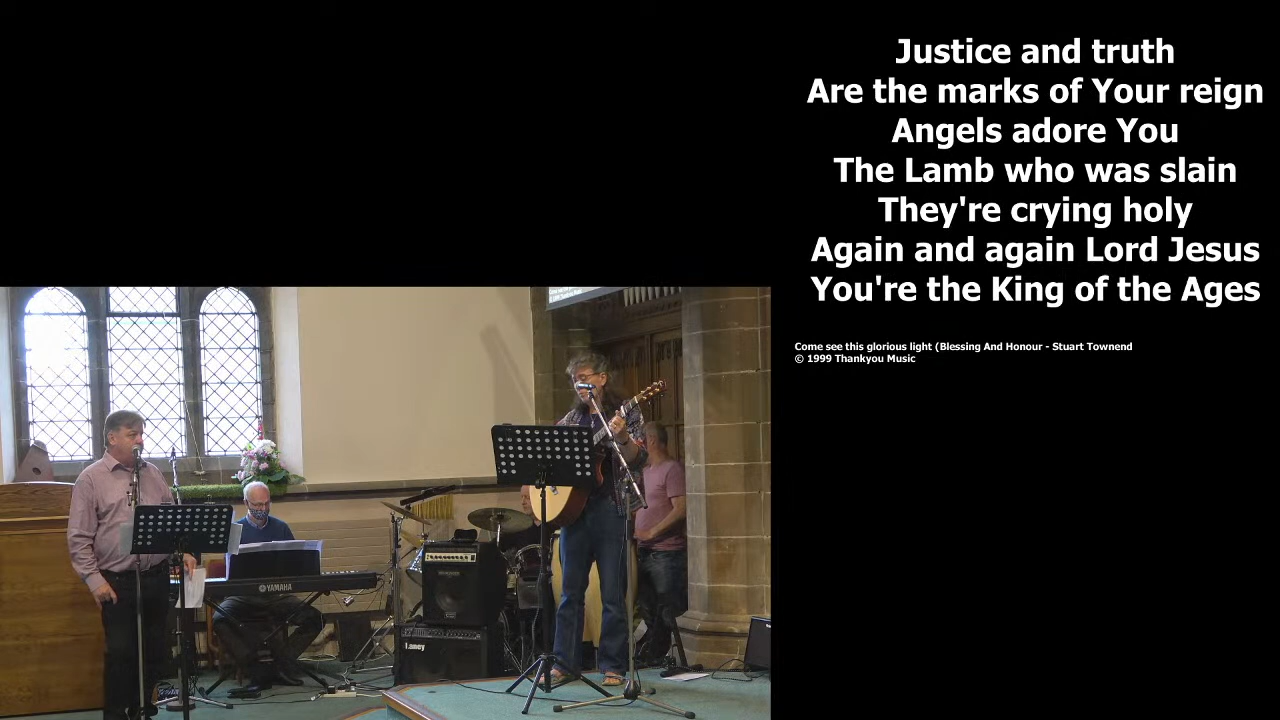 Justice and truth
Are the marks of Your reign
Angels adore You
The Lamb who was slain
They're crying holy
Again and again Lord Jesus
You're the King of the Ages
Come see this glorious light (Blessing And Honour - Stuart Townend
© 1999 Thankyou Music
YAMAHA
Laney